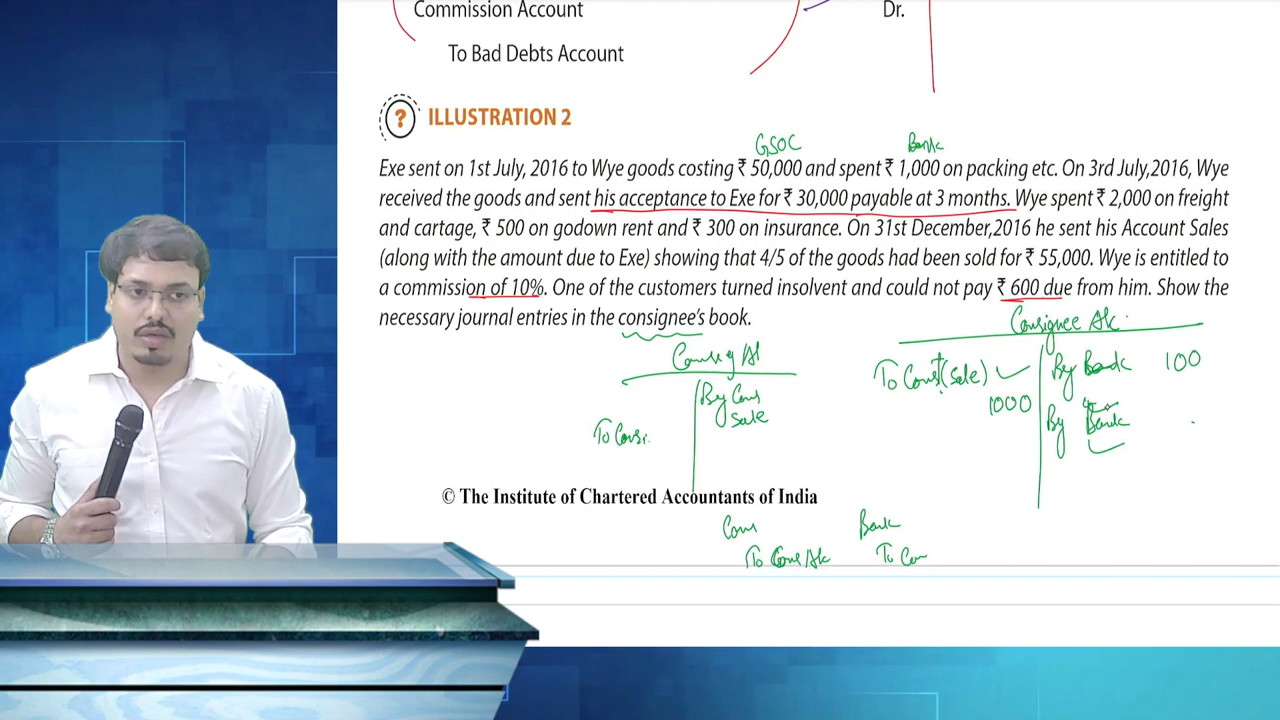 Commission Account Dr.
To Bad Debts Account
? ILLUSTRATION 2
GSOC Bank
Exe sent on 1st July, 2016 to Wye goods costing ₹ 50,000 and spent ₹ 1,000 on packing etc. On 3rd July,2016, Wye
received the goods and sent his acceptance to Exe for ₹ 30,000 payable at 3 months. Wye spent ₹ 2,000 on freight
and cartage, ₹ 500 on godown rent and ₹ 300 on insurance. On 31st December,2016 he sent his Account Sales
(along with the amount due to Exe) showing that 4/5 of the goods had been sold for ₹ 55,000. Wye is entitled to
a commission of 10%. One of the customers turned insolvent and could not pay ₹ 600 due from him. Show the
necessary journal entries in the consignee's book.
Consignee A/c
To Const (Sale) By Bank 100
1000
By Bank
By Cons
Sale
To Consi.
© The Institute of Chartered Accountants of India
Cons Bank
To Cons A/c To Con